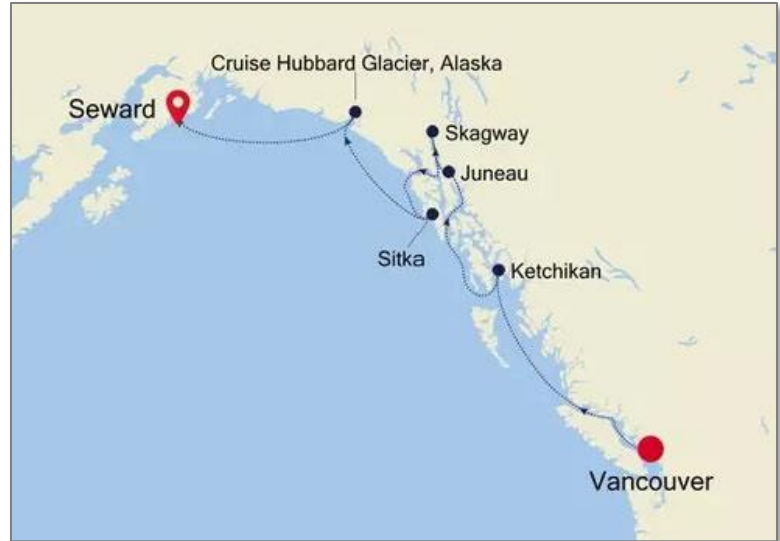 Cruise Hubbard Glacier, Alaska
Seward
Skagway
Juneau
Sitka
Ketchikan
Vancouver